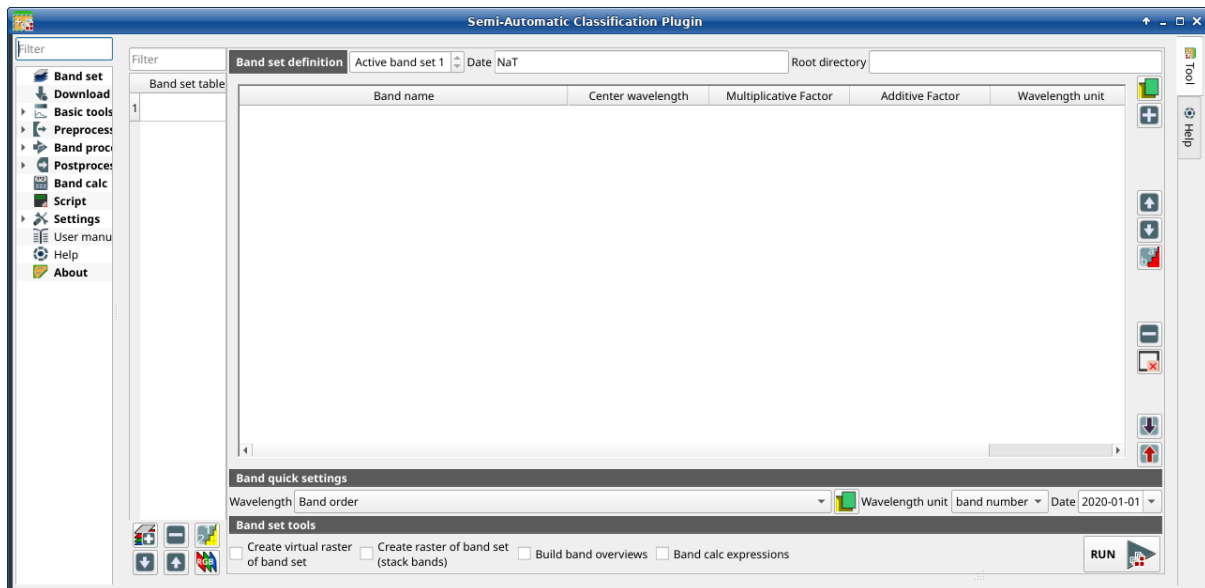 Semi-Automatic Classification Plugin
Filter
Band set
Download
Basic tools
Preprocess
Band proc
Postproces
Band calc
Script
Settings
User manu
Help
About
Filter
Band set table
1
Band set definition Active band set 1 Date NaT Root directory
Band name Center wavelength Multiplicative Factor Additive Factor Wavelength unit
Band quick settings
Wavelength Band order Wavelength unit band number Date 2020-01-01
Band set tools
Create virtual raster
of band set
Create raster of band set
(stack bands)
Build band overviews
Band calc expressions
RUN
RGB
Tool
Help